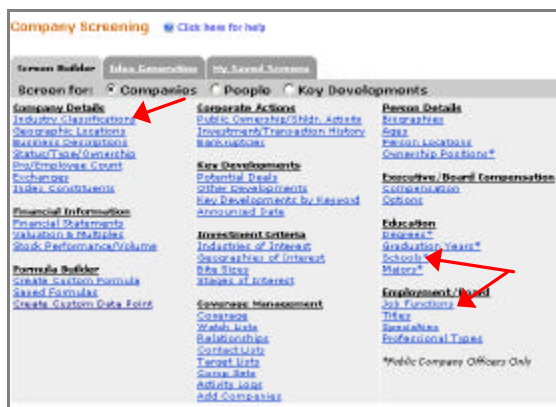 Company Screening Click here for help
Screen Builder Idea Generation My Saved Screens
Screen for: Companies People Key Developments
Company Details
Industry Classifications
Geographic Locations
Business Descriptions
Status/Type/Ownership
Pro/Employee Count
Exchanges
Index Constituents
Financial Information
Financial Statements
Valuation & Multiples
Stock Performance/Volume
Formula Builder
Create Custom Formula
Saved Formulas
Create Custom Data Point
Corporate Actions
Public Ownership/Shldn. Activity
Investment/Transaction History
Bankruptcies
Key Developments
Potential Deals
Other Developments
Key Developments by Keyword
Announced Date
Investment Criteria
Industries of Interest
Geographies of Interest
Bite Sizes
Stages of Interest
Coverage Management
Coverage
Watch Lists
Relationships
Contact Lists
Target Lists
Comp Sets
Activity Logs
Add Companies
Person Details
Biographies
Ages
Person Locations
Ownership Positions*
Executive/Board Compensation
Compensation
Options
Education
Degrees*
Graduation Years*
Schools*
Majors*
Employment/Board
Job Functions
Titles
Specialties
Professional Types
*Public Company Officers Only